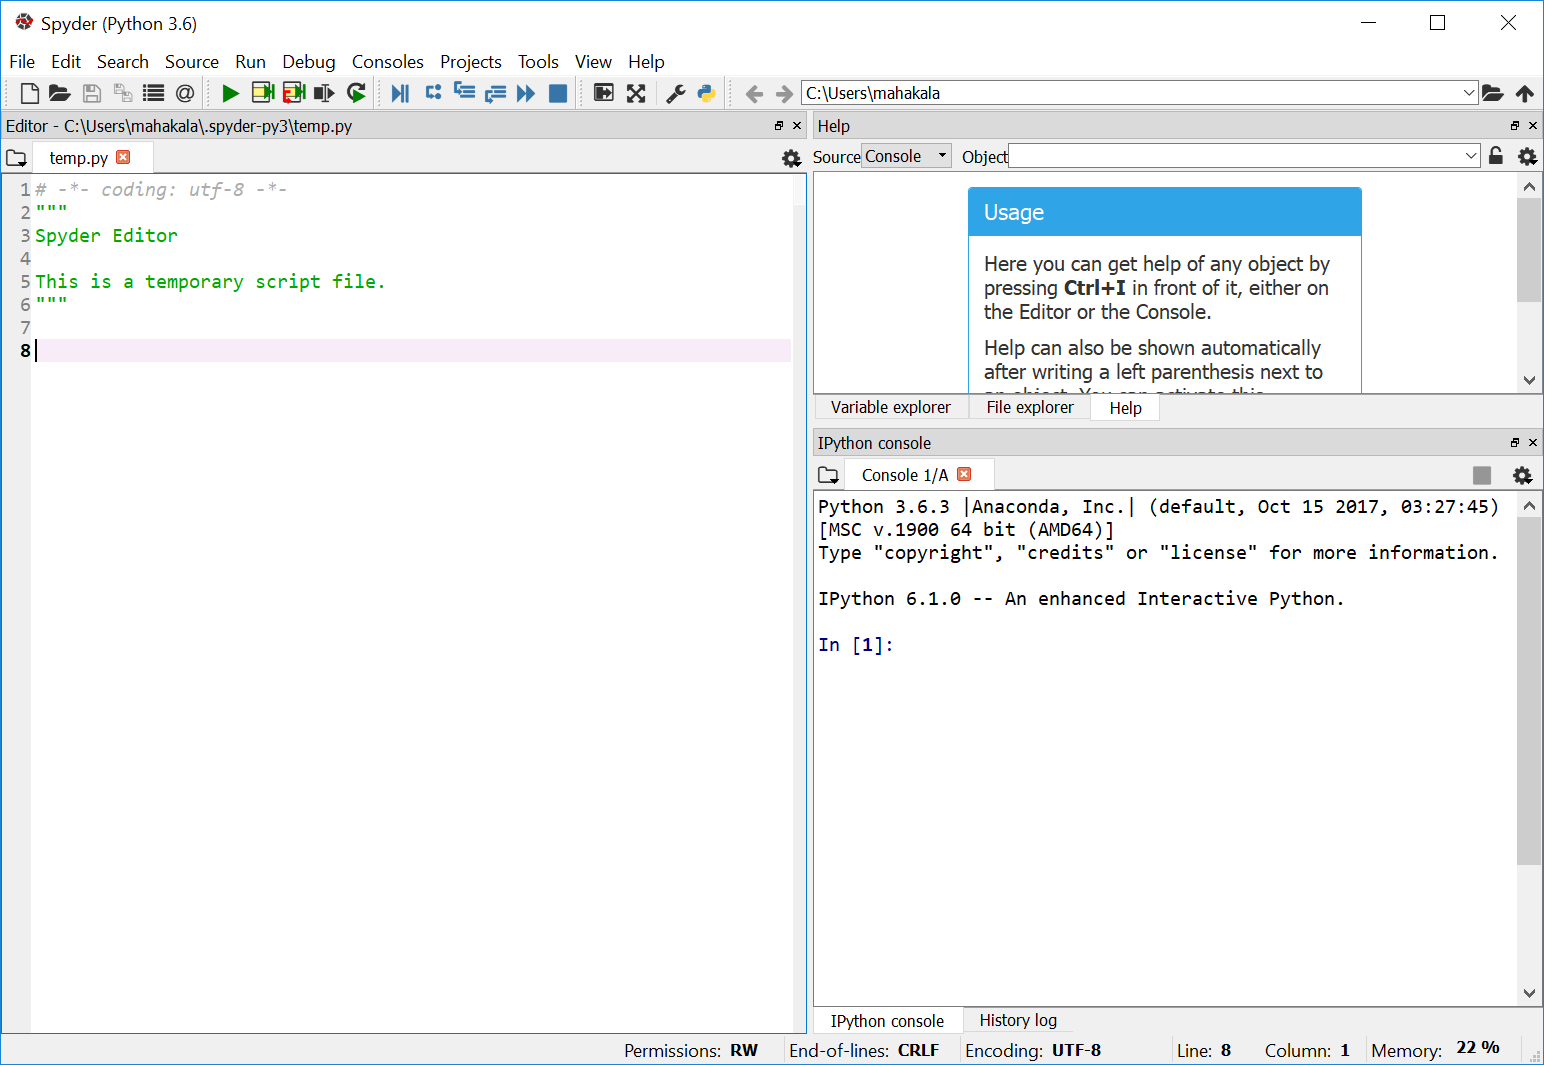 Spyder (Python 3.6)
File Edit Search Source Run Debug Consoles Projects Tools View Help
C:\Users\mahakala
Editor - C:\Users\mahakala\.spyder-py3\temp.py
temp.py
1 # -*- coding: utf-8 -*-
2 """
3 Spyder Editor
4
5 This is a temporary script file.
6 """
7
8
Help
Source Console Object
Usage
Here you can get help of any object by
pressing Ctrl+I in front of it, either on
the Editor or the Console.
Help can also be shown automatically
after writing a left parenthesis next to
an object. You can activate this
Variable explorer File explorer Help
IPython console
Console 1/A
Python 3.6.3 |Anaconda, Inc.| (default, Oct 15 2017, 03:27:45)
[MSC v.1900 64 bit (AMD64)]
Type "copyright", "credits" or "license" for more information.
IPython 6.1.0 -- An enhanced Interactive Python.
In [1]:
IPython console History log
Permissions: RW End-of-lines: CRLF Encoding: UTF-8 Line: 8 Column: 1 Memory: 22 %